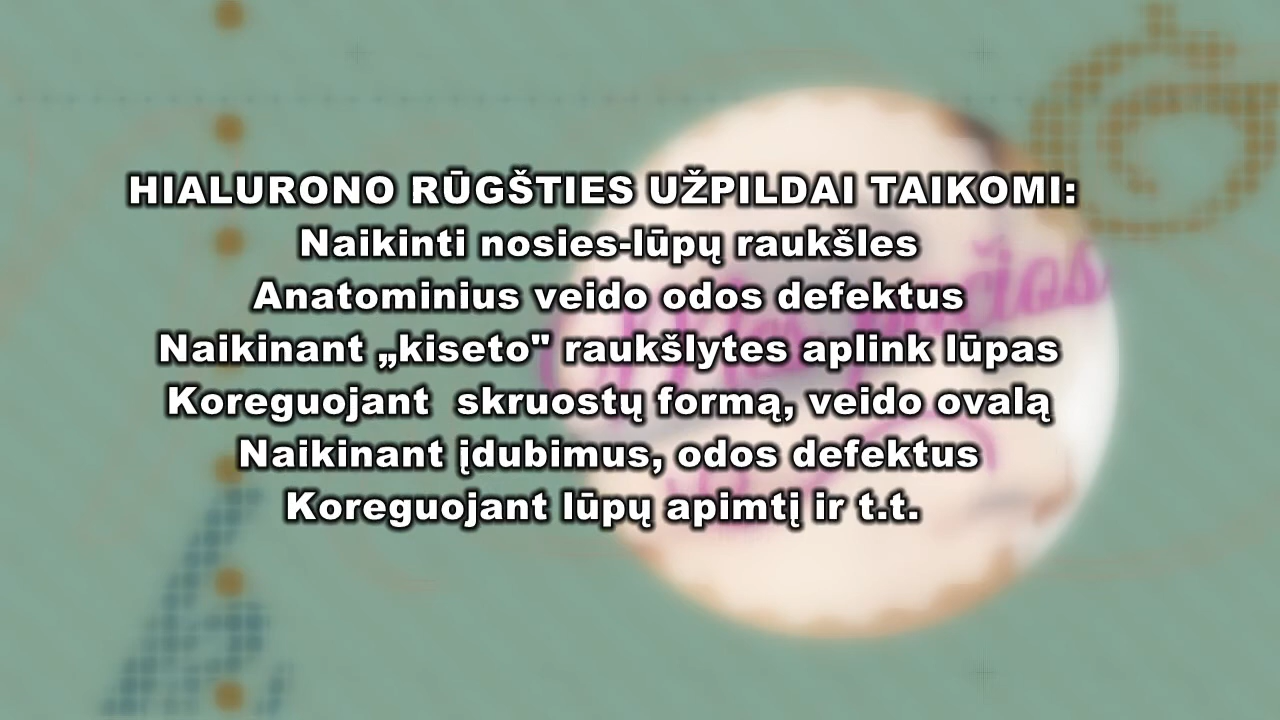 HIALURONO RŪGŠTIES UŽPILDAI TAIKOMI:
Naikinti nosies-lūpų raukšles
Anatominius veido odos defektus
Naikinant „kiseto" raukšlytes aplink lūpas
Koreguojant  skruostų formą, veido ovalą
Naikinant įdubimus, odos defektus
Koreguojant lūpų apimtį ir t.t.